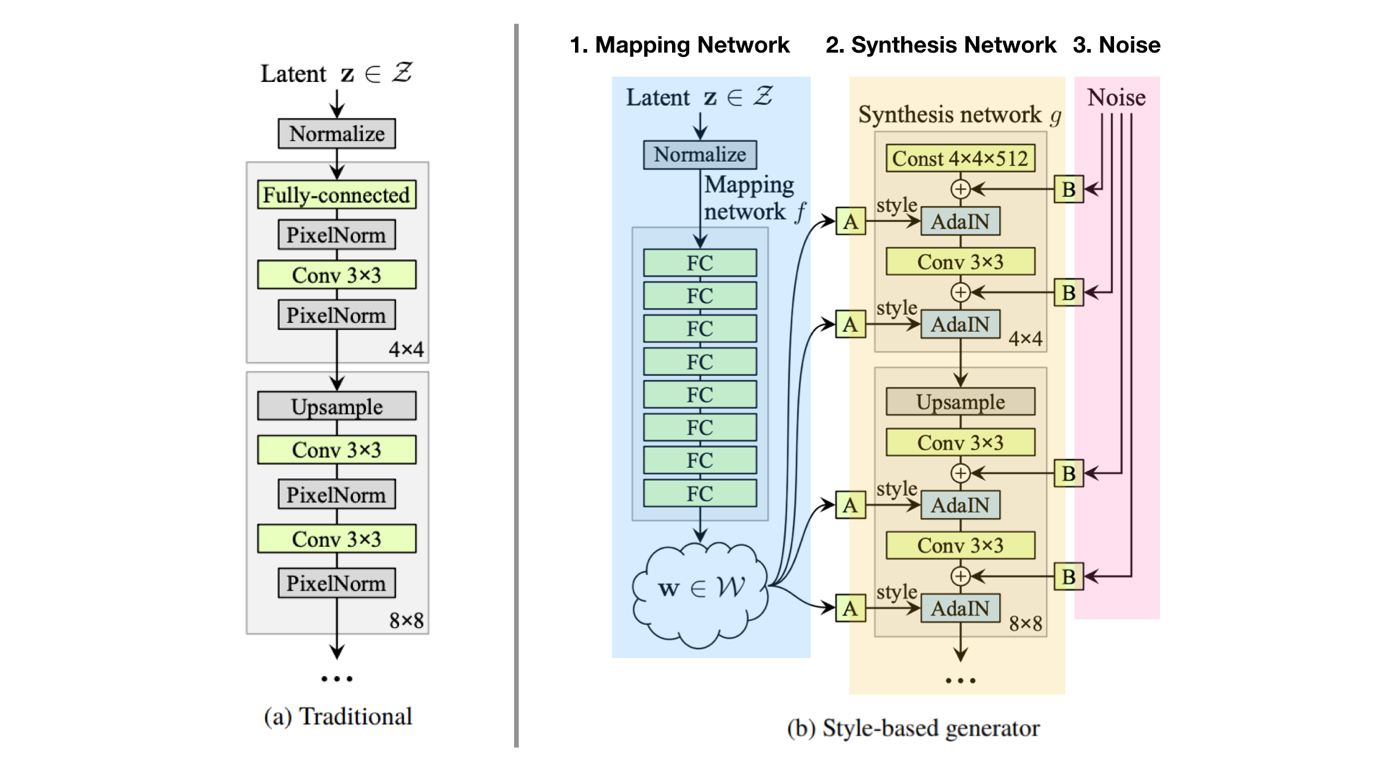 Latent z ∈ 𝒵
Normalize
Fully-connected
PixelNorm
Conv 3×3
PixelNorm
4×4
Upsample
Conv 3×3
PixelNorm
Conv 3×3
PixelNorm
8×8
...
(a) Traditional
1. Mapping Network
Latent z ∈ 𝒵
Normalize
Mapping
network f
FC
FC
FC
FC
FC
FC
FC
FC
w ∈ 𝒲
2. Synthesis Network
Synthesis network g
Const 4×4×512
A
style
AdaIN
Conv 3×3
A
style
AdaIN
4×4
Upsample
Conv 3×3
A
style
AdaIN
Conv 3×3
A
style
AdaIN
8×8
...
3. Noise
Noise
B
B
B
B
(b) Style-based generator